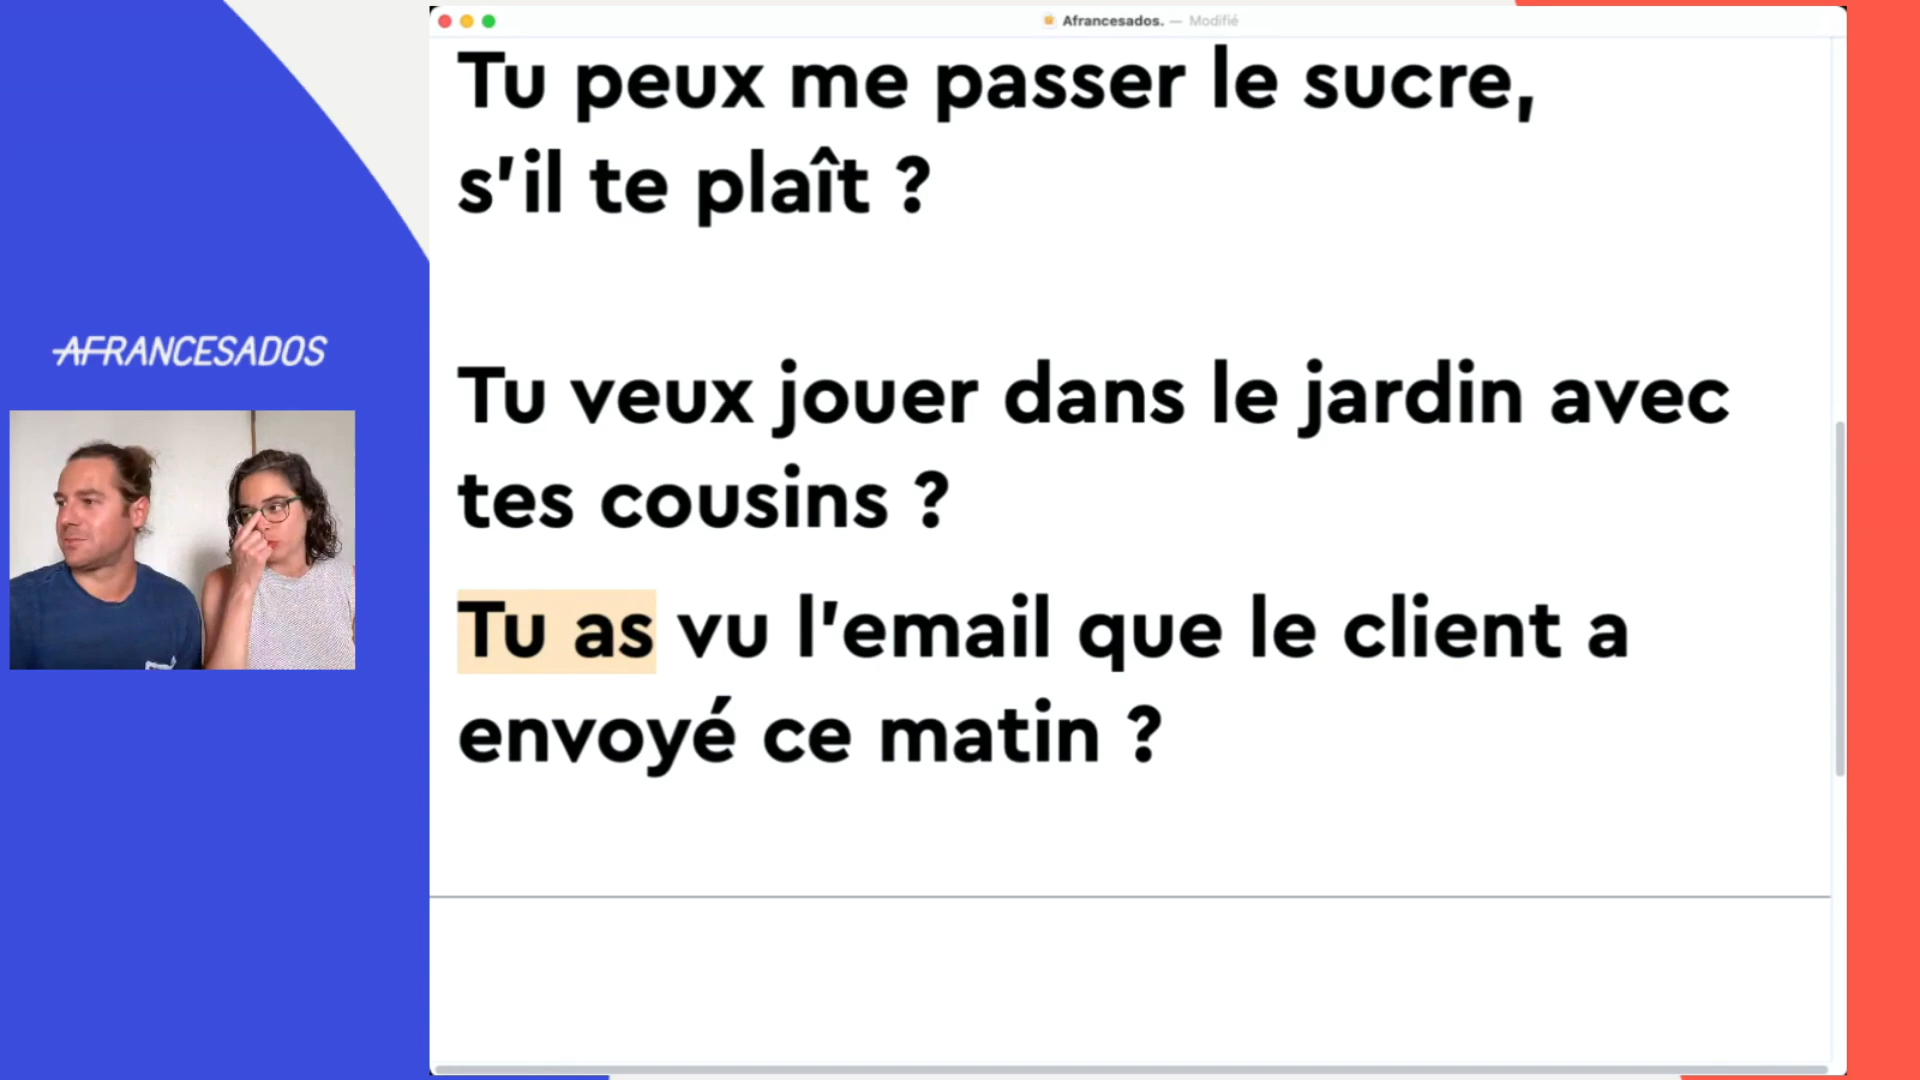 Afrancesados. — Modifié
Tu peux me passer le sucre,
s'il te plaît ?
Tu veux jouer dans le jardin avec
tes cousins ?
Tu as vu l'email que le client a
envoyé ce matin ?
AFRANCESADOS